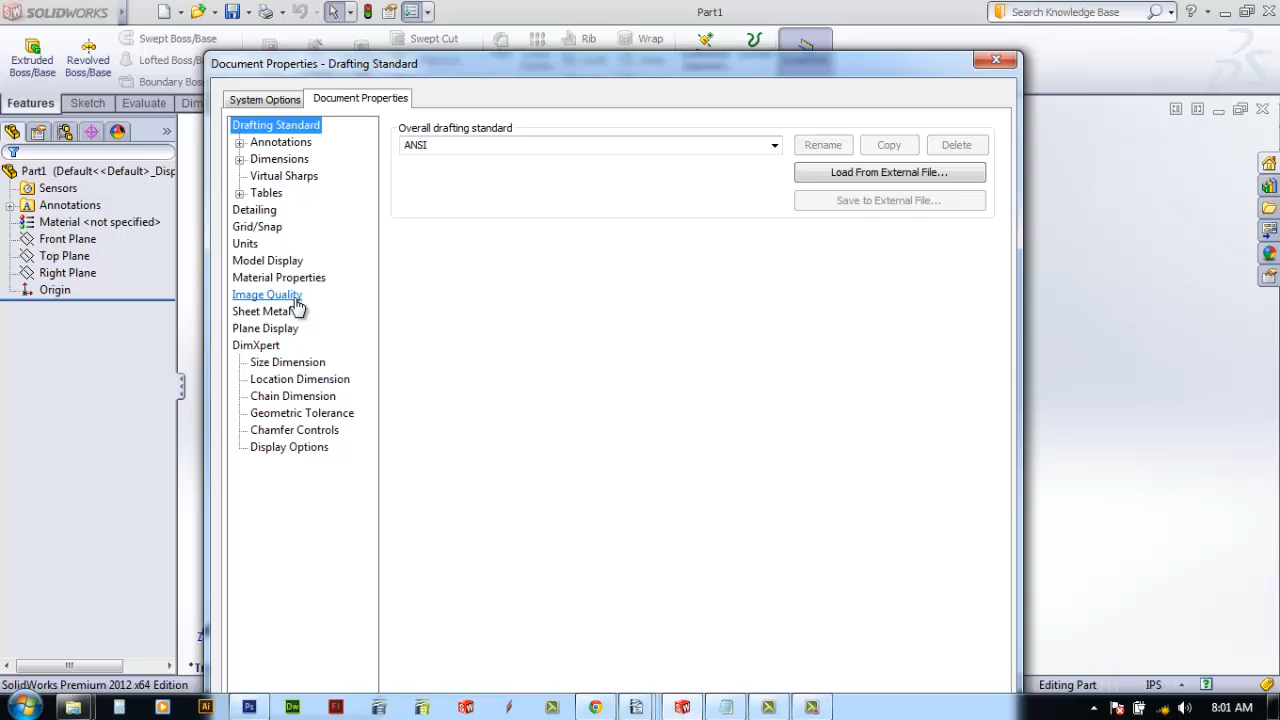 SOLIDWORKS
Part1
Search Knowledge Base
Extruded Boss/Base
Revolved Boss/Base
Swept Boss/Base
Lofted Boss/Base
Boundary Boss/Base
Swept Cut
Rib
Wrap
Features
Sketch
Evaluate
Document Properties - Drafting Standard
System Options
Document Properties
Part1 (Default<<Default>_Disp
Sensors
Annotations
Material <not specified>
Front Plane
Top Plane
Right Plane
Origin
Drafting Standard
Annotations
Dimensions
Virtual Sharps
Tables
Detailing
Grid/Snap
Units
Model Display
Material Properties
Image Quality
Sheet Metal
Plane Display
DimXpert
Size Dimension
Location Dimension
Chain Dimension
Geometric Tolerance
Chamfer Controls
Display Options
Overall drafting standard
ANSI
Rename
Copy
Delete
Load From External File...
Save to External File...
SolidWorks Premium 2012 x64 Edition
Editing Part
IPS
8:01 AM